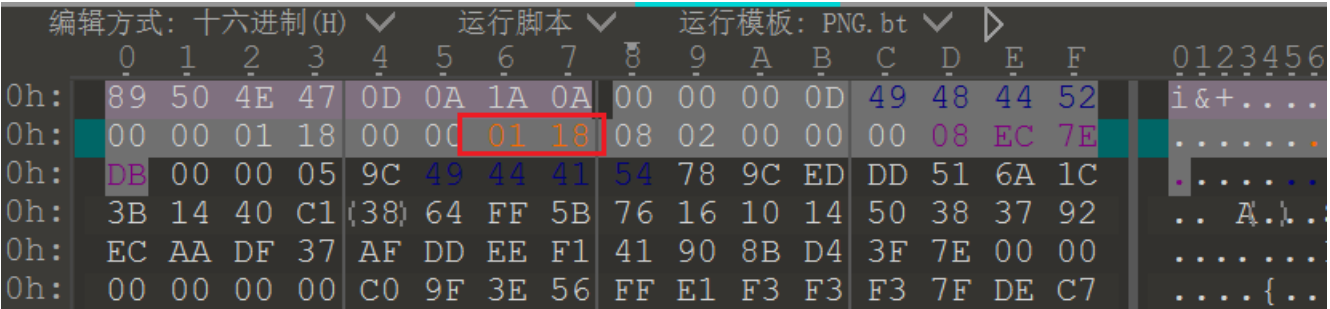 编辑方式: 十六进制(H) 运行脚本 运行模板: PNG.bt
0 1 2 3 4 5 6 7 8 9 A B C D E F 0123456
0h: 89 50 4E 47 0D 0A 1A 0A 00 00 00 0D 49 48 44 52 i&+....
0h: 00 00 01 18 00 00 01 18 08 02 00 00 00 08 EC 7E .......
0h: DB 00 00 05 9C 49 44 41 54 78 9C ED DD 51 6A 1C .......
0h: 3B 14 40 C1 (38) 64 FF 5B 76 16 10 14 50 38 37 92 .. A.)..
0h: EC AA DF 37 AF DD EE F1 41 90 8B D4 3F 7E 00 00 .......
0h: 00 00 00 00 C0 9F 3E 56 FF E1 F3 F3 F3 7F DE C7 ....{..